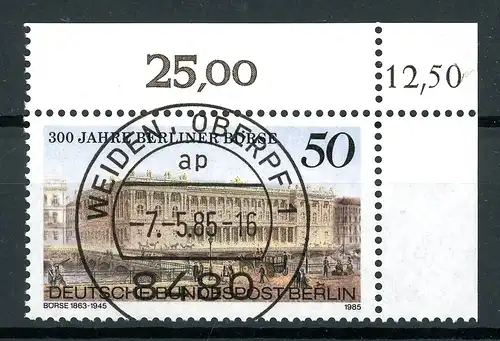 25,00
12,50
300 JAHRE BERLINER BÖRSE
50
WEIDEN, OBERPF 1
ap
-7.-5.85-16
8480
DEUTSCHE BUNDESPOST BERLIN
BÖRSE 1863-1945
1985